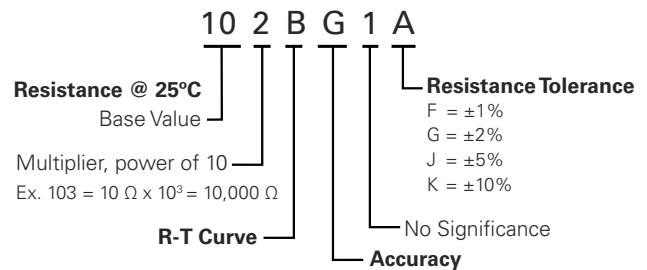 10 2 B G 1 A
Resistance @ 25ºC
Base Value
Multiplier, power of 10
Ex. 103 = 10 Ω x 10³ = 10,000 Ω
R-T Curve
Resistance Tolerance
F = ±1%
G = ±2%
J = ±5%
K = ±10%
No Significance
Accuracy